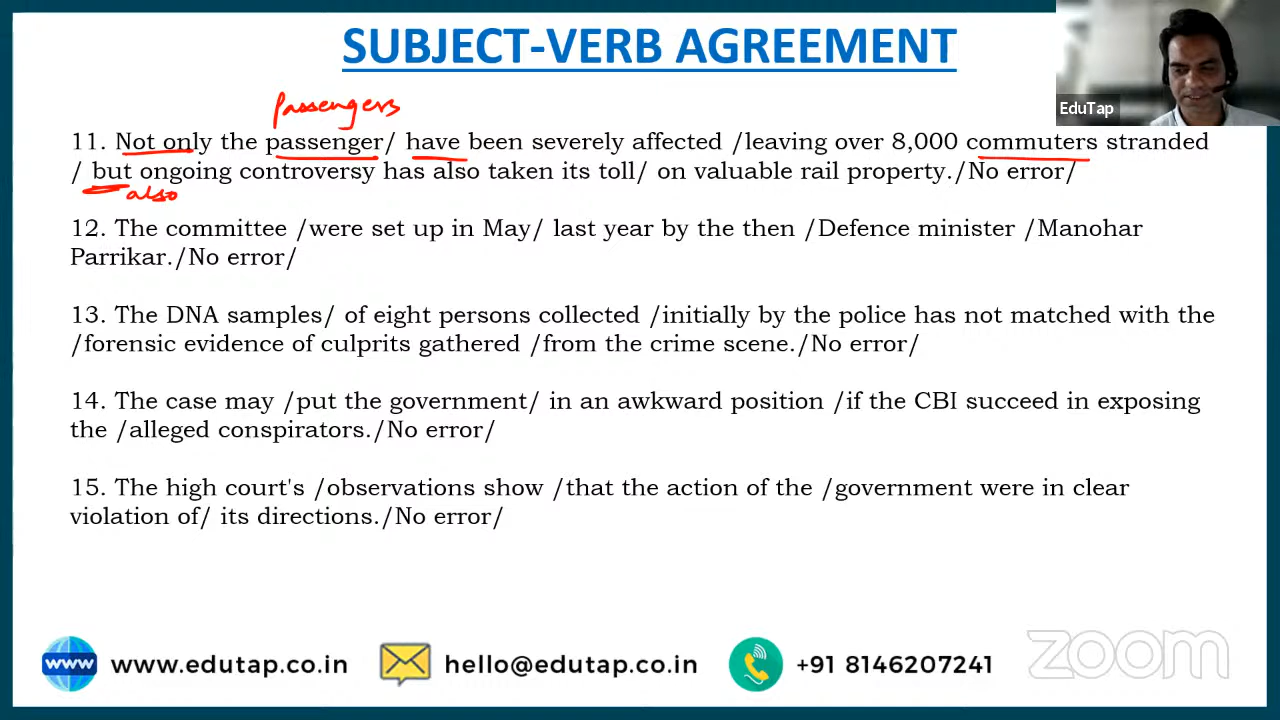 SUBJECT-VERB AGREEMENT
EduTap
Passengers
11. Not only the passenger/ have been severely affected /leaving over 8,000 commuters stranded
/ but ongoing controversy has also taken its toll/ on valuable rail property./No error/
also
12. The committee /were set up in May/ last year by the then /Defence minister /Manohar
Parrikar./No error/
13. The DNA samples/ of eight persons collected /initially by the police has not matched with the
/forensic evidence of culprits gathered /from the crime scene./No error/
14. The case may /put the government/ in an awkward position /if the CBI succeed in exposing
the /alleged conspirators./No error/
15. The high court's /observations show /that the action of the /government were in clear
violation of/ its directions./No error/
www www.edutap.co.in hello@edutap.co.in +91 8146207241 zoom